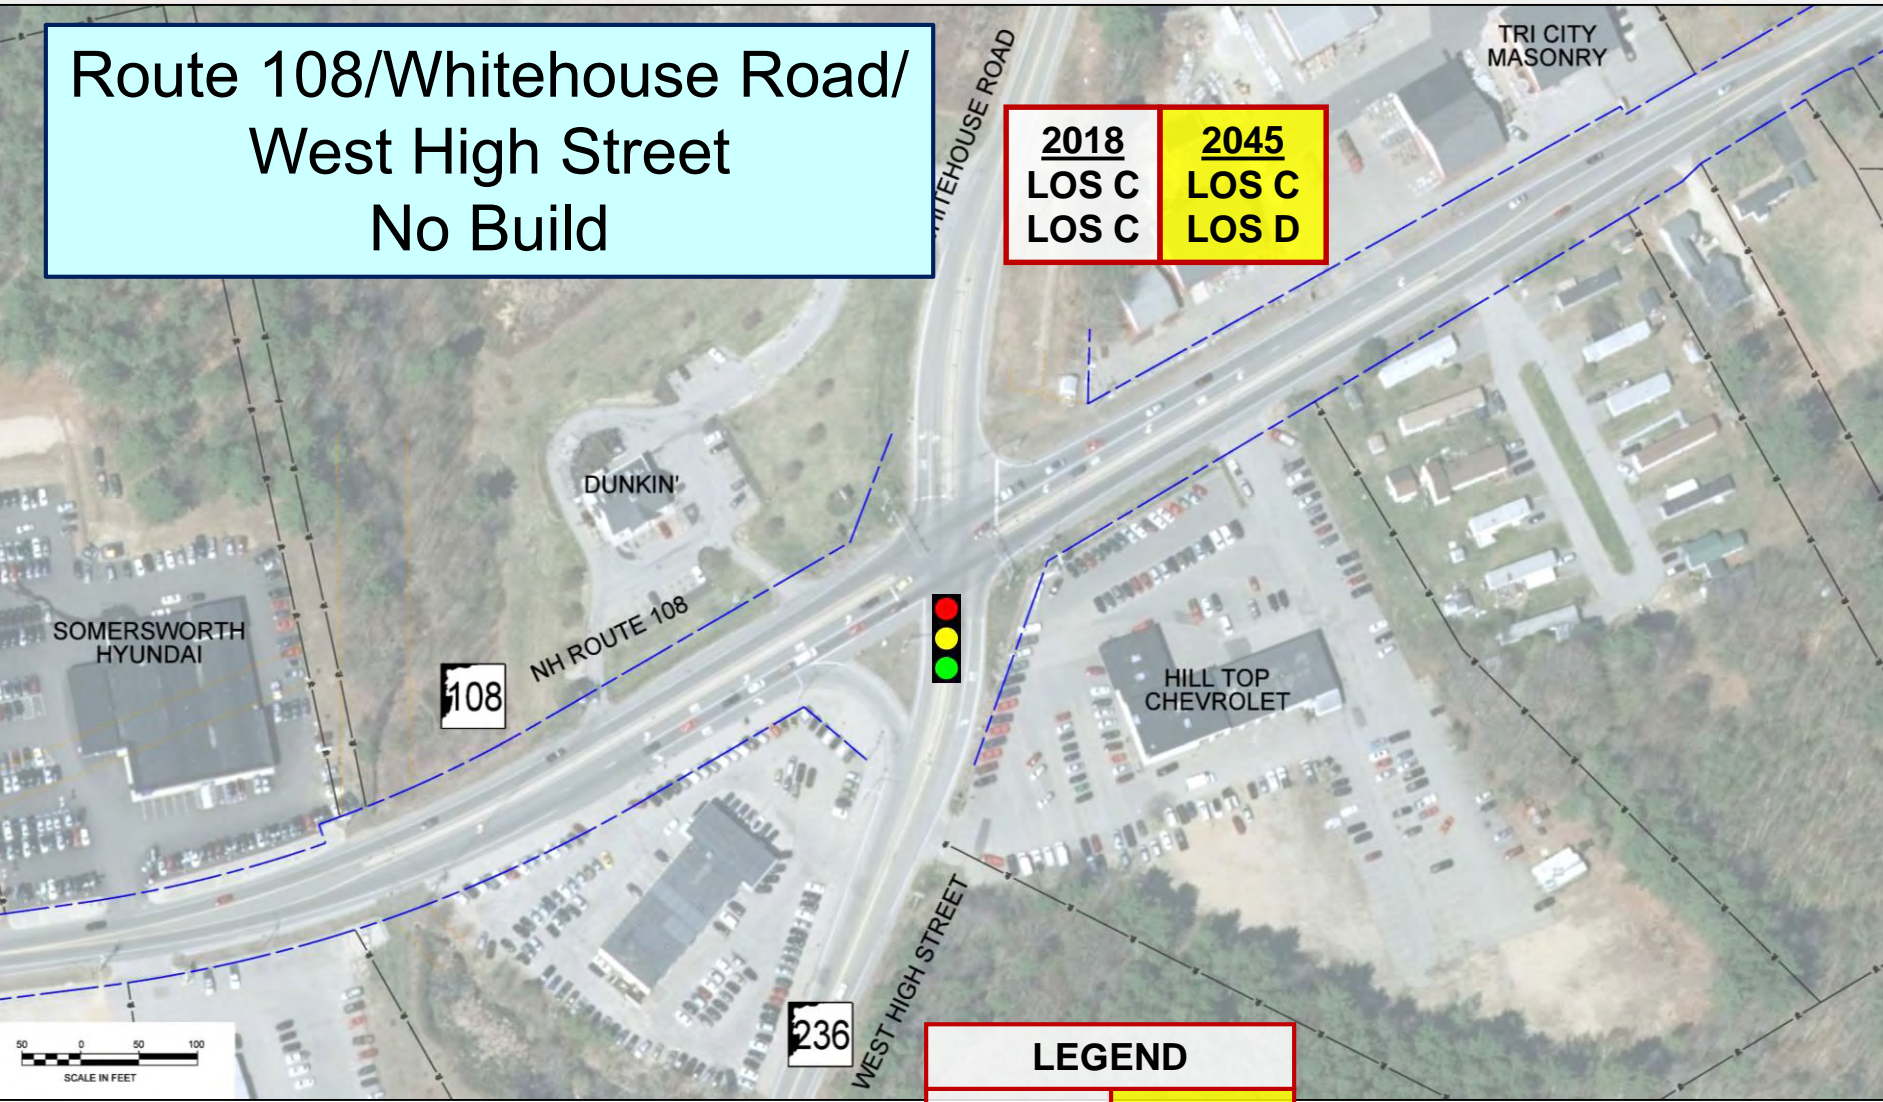 Route 108/Whitehouse Road/
West High Street
No Build
WHITEHOUSE ROAD
TRI CITY
MASONRY
2018
LOS C
LOS C
2045
LOS C
LOS D
DUNKIN'
SOMERSWORTH
HYUNDAI
NH ROUTE 108
108
HILL TOP
CHEVROLET
WEST HIGH STREET
236
50 0 50 100
SCALE IN FEET
LEGEND